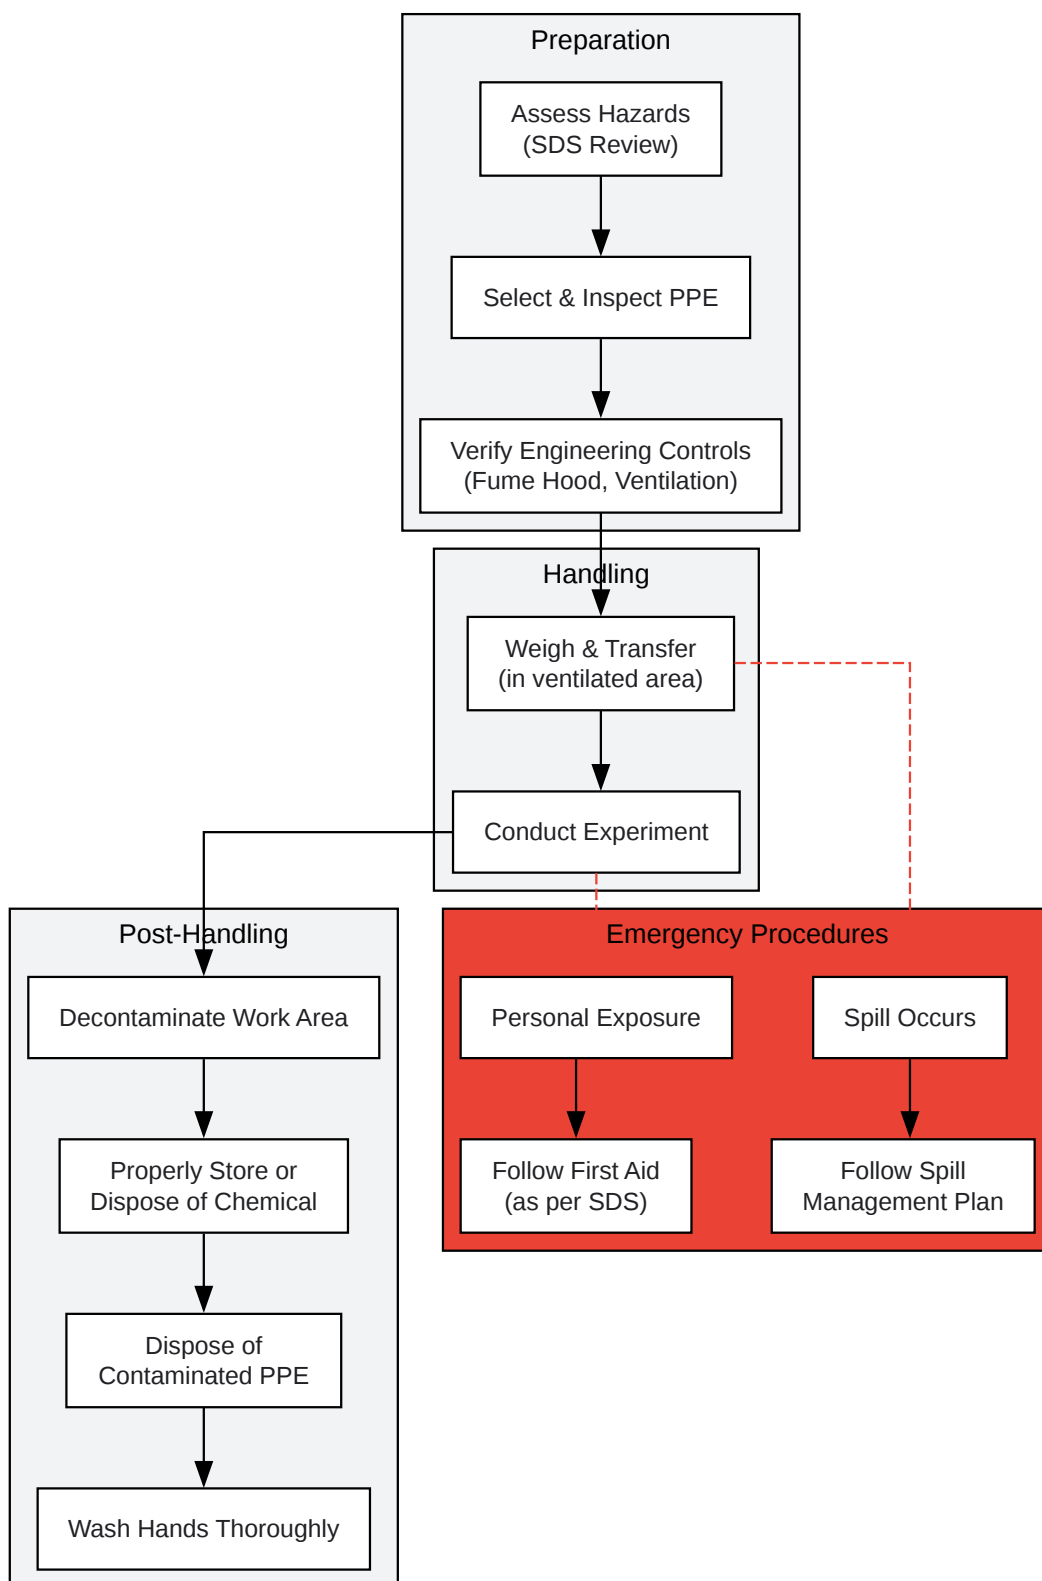 Preparation
Assess Hazards
(SDS Review)
Select & Inspect PPE
Verify Engineering Controls
(Fume Hood, Ventilation)
Handling
Weigh & Transfer
(in ventilated area)
Conduct Experiment
Post-Handling
Decontaminate Work Area
Properly Store or
Dispose of Chemical
Dispose of
Contaminated PPE
Wash Hands Thoroughly
Emergency Procedures
Personal Exposure
Follow First Aid
(as per SDS)
Spill Occurs
Follow Spill
Management Plan